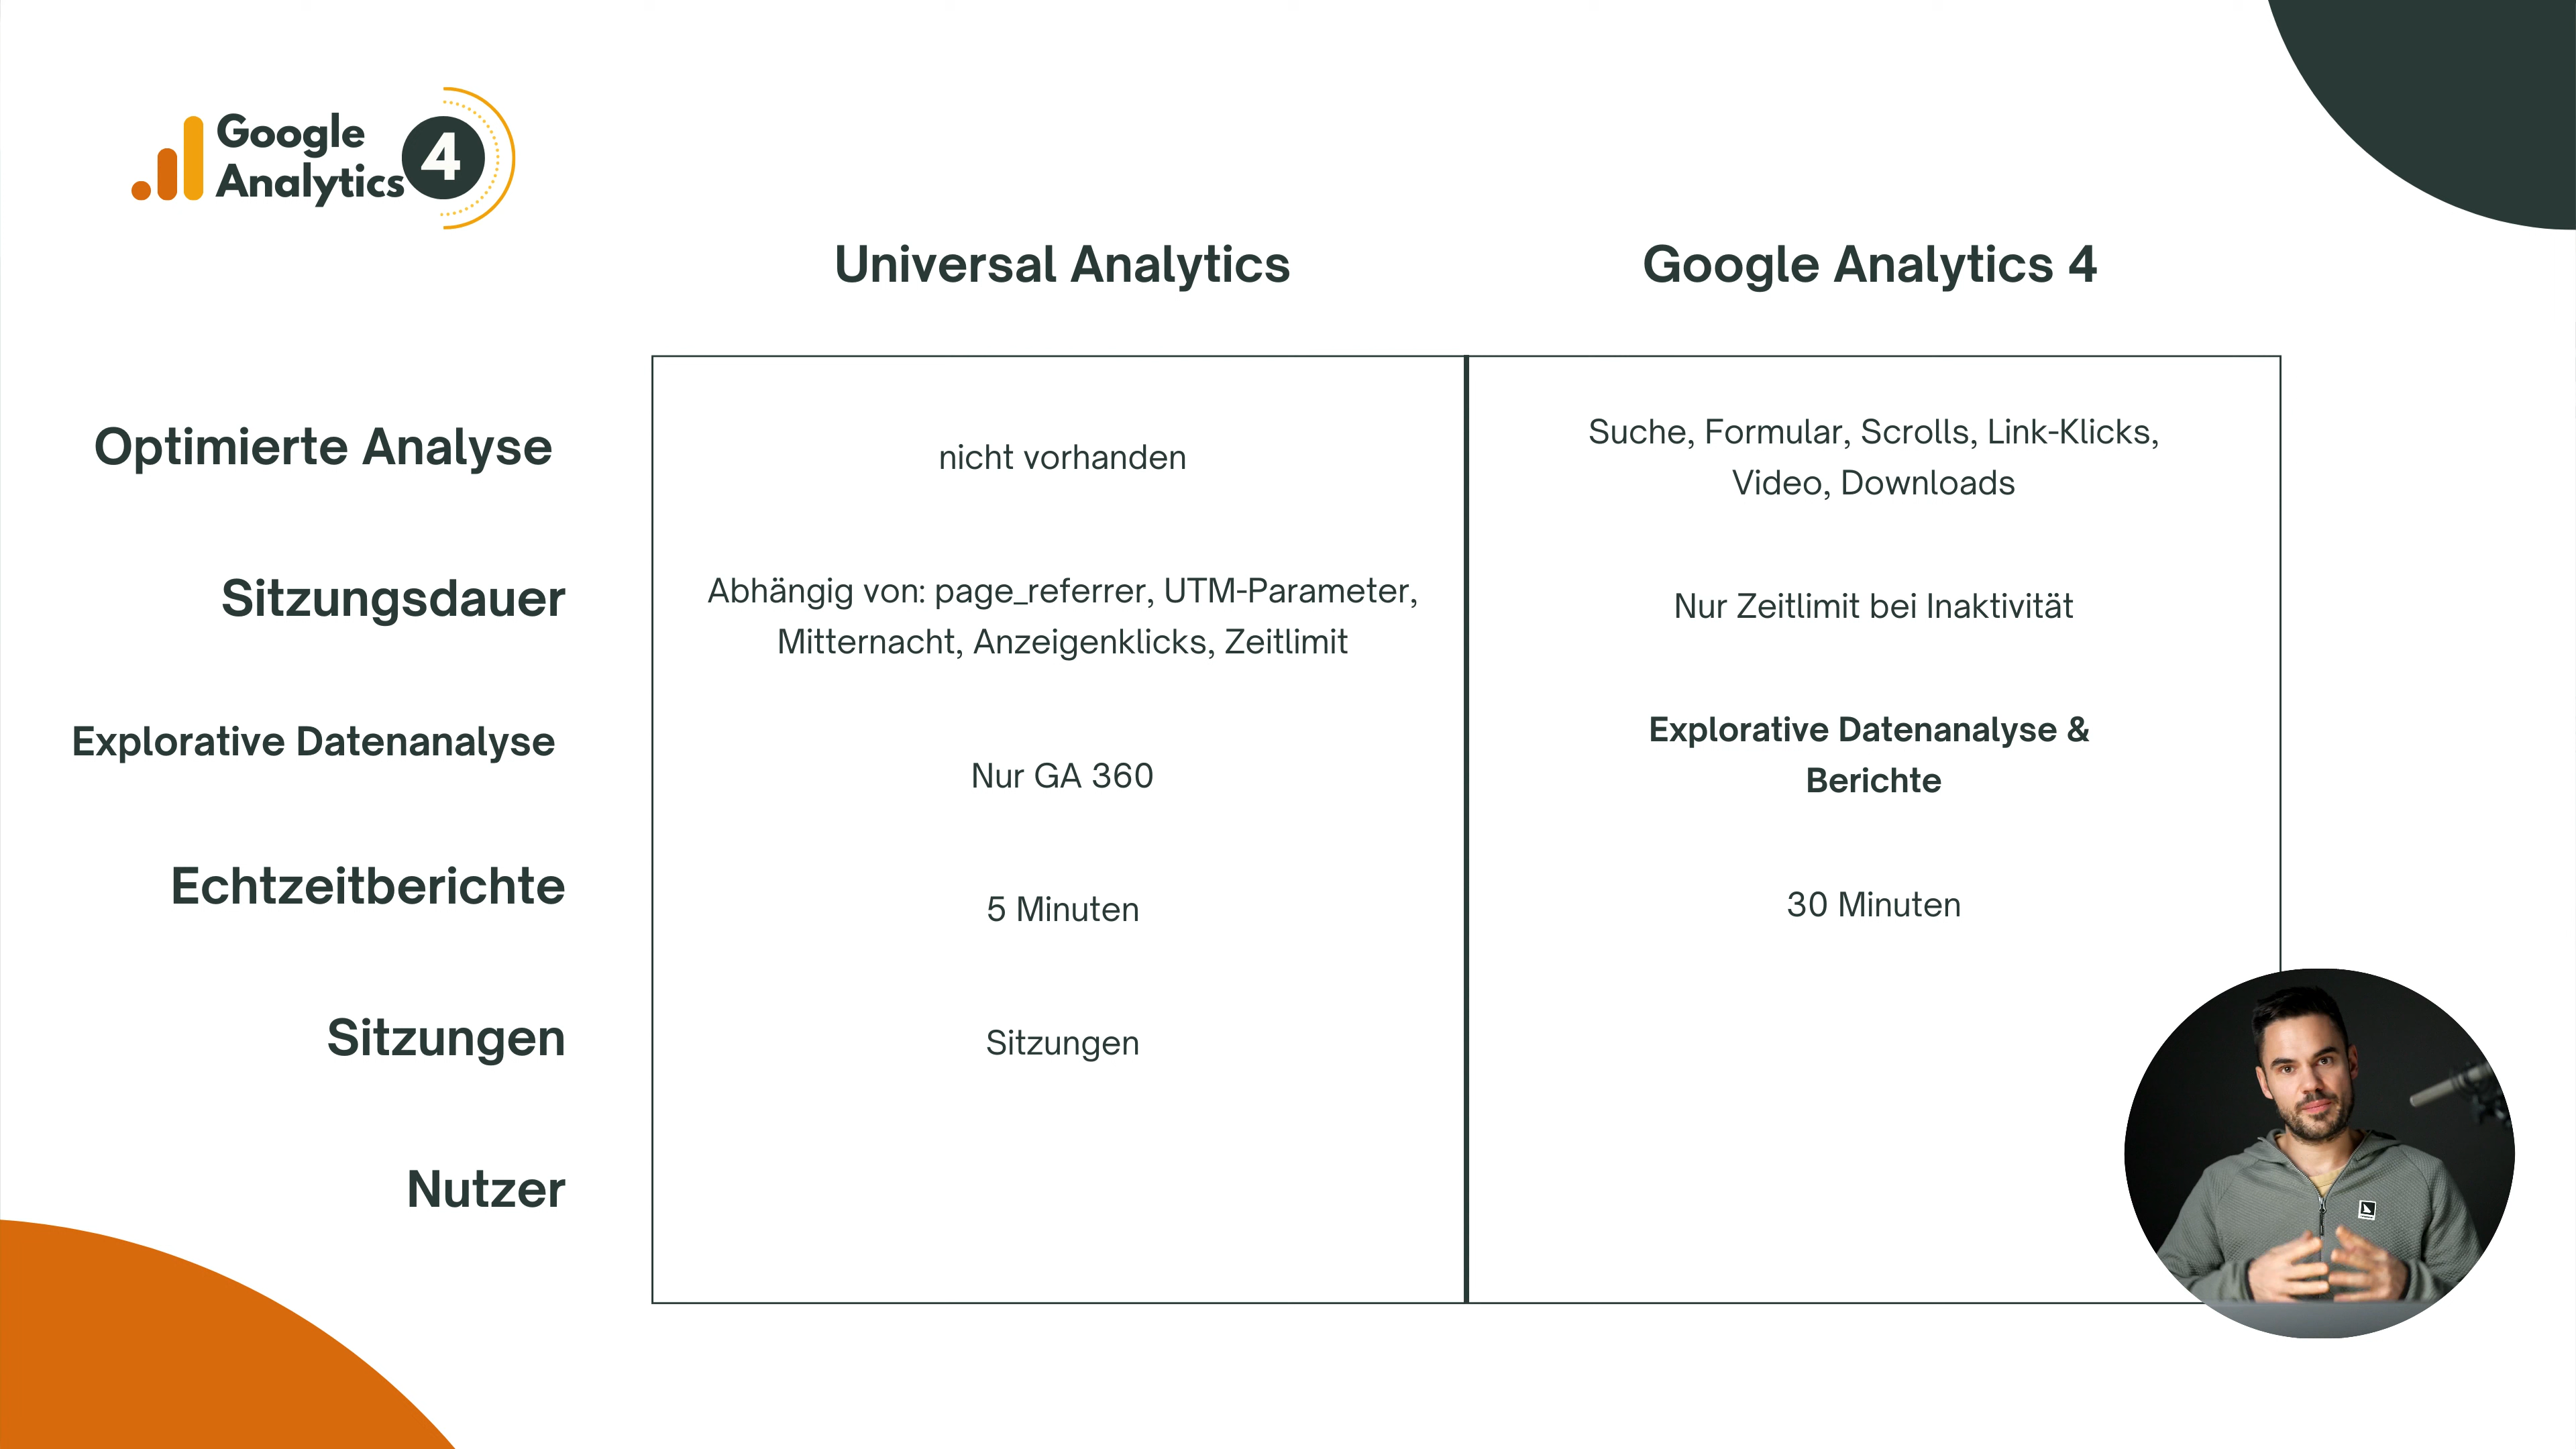 Google
Analytics 4
Universal Analytics
Google Analytics 4
Optimierte Analyse
nicht vorhanden
Suche, Formular, Scrolls, Link-Klicks,
Video, Downloads
Sitzungsdauer
Abhängig von: page_referrer, UTM-Parameter,
Mitternacht, Anzeigenklicks, Zeitlimit
Nur Zeitlimit bei Inaktivität
Explorative Datenanalyse
Nur GA 360
Explorative Datenanalyse &
Berichte
Echtzeitberichte
5 Minuten
30 Minuten
Sitzungen
Sitzungen
Nutzer